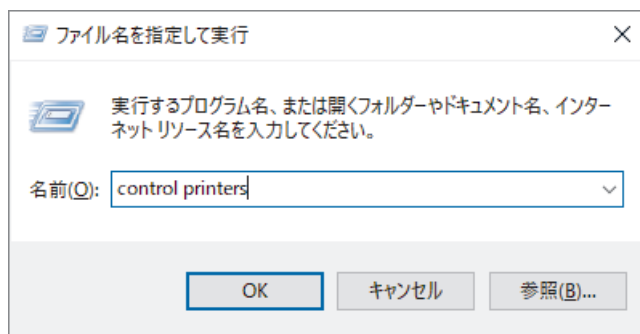 ファイル名を指定して実行
実行するプログラム名、または開くフォルダーやドキュメント名、インター
ネット リソース名を入力してください。
名前(O): control printers
OK キャンセル 参照(B)...